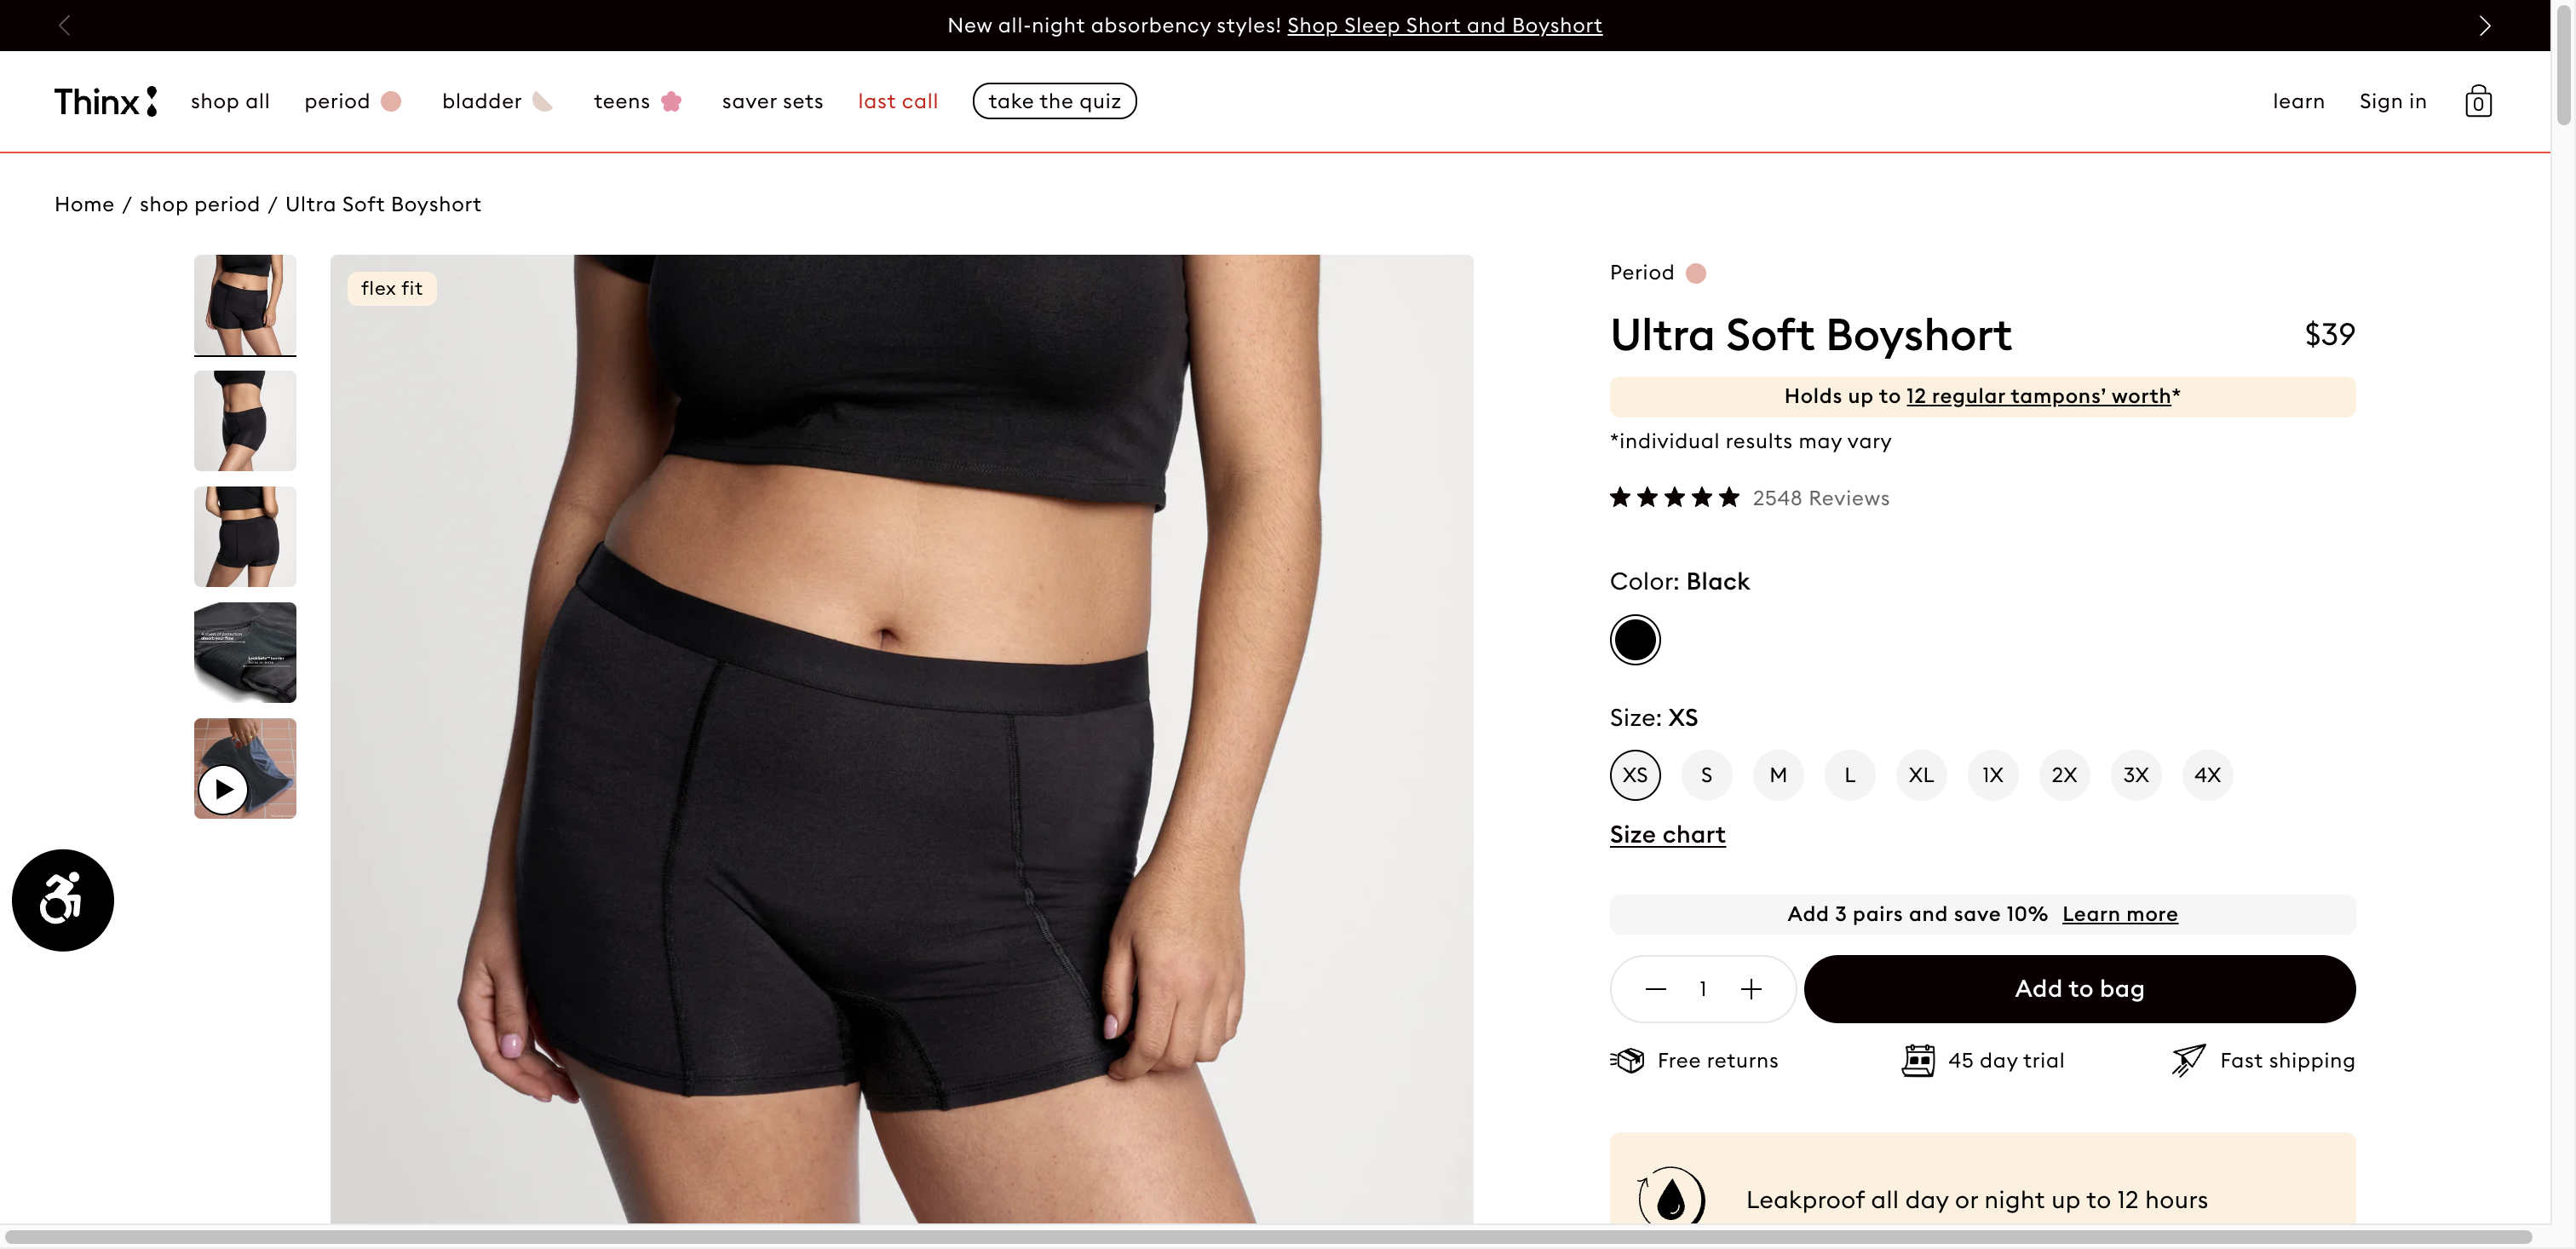 New all-night absorbency styles! Shop Sleep Short and Boyshort
Thinx shop all period bladder teens saver sets last call take the quiz learn Sign in 0
Home / shop period / Ultra Soft Boyshort
flex fit
Period
Ultra Soft Boyshort $39
Holds up to 12 regular tampons’ worth*
*individual results may vary
2548 Reviews
Color: Black
Size: XS
XS S M L XL 1X 2X 3X 4X
Size chart
Add 3 pairs and save 10% Learn more
1 Add to bag
Free returns 45 day trial Fast shipping
Leakproof all day or night up to 12 hours